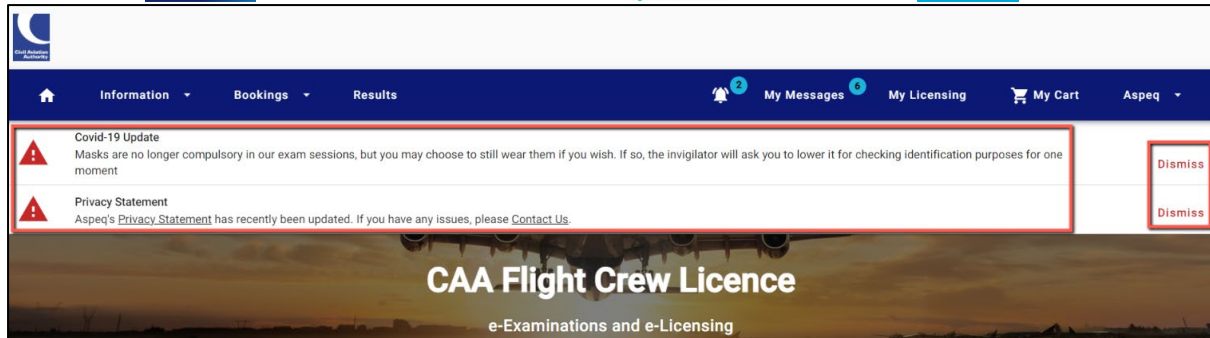 Civil Aviation
Authority
Information
Bookings
Results
2
My Messages 6
My Licensing
My Cart
Aspeq
Covid-19 Update
Masks are no longer compulsory in our exam sessions, but you may choose to still wear them if you wish. If so, the invigilator will ask you to lower it for checking identification purposes for one
moment
Dismiss
Privacy Statement
Aspeq's Privacy Statement has recently been updated. If you have any issues, please Contact Us.
Dismiss
CAA Flight Crew Licence
e-Examinations and e-Licensing